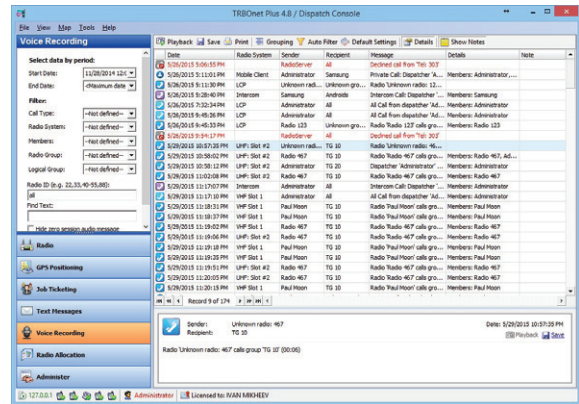 TRBOnet Plus 4.8 / Dispatch Console
File View Map Tools Help
Voice Recording
Select data by period:
Start Date: 11/28/2014 12:(
End Date: <Maximum date
Filter:
Call Type: --Not defined--
Radio System: --Not defined--
Members: --Not defined--
Radio Group: --Not defined--
Logical Group: --Not defined--
Radio ID (e.g. 22,33,40-55,88):
all
Find Text:
Hide zero session audio message
Radio
GPS Positioning
Job Ticketing
Text Messages
Voice Recording
Radio Allocation
Administer
Playback Save Print Grouping Auto Filter Default Settings Details Show Notes
Date Radio System Sender Recipient Message Details Note
5/26/2015 5:06:55 PM RadioServer All Declined call from 'Tel: 303'
5/26/2015 5:11:01 PM Mobile Client Administrator Samsung Private Call: Dispatcher 'A... Members: Administrator,...
5/26/2015 5:11:30 PM LCP Unknown radi... Unknown gro... Radio 'Unknown radio: 12...
5/26/2015 5:28:40 PM Intercom Samsung Androids Intercom Call: Dispatcher '... Members: Samsung
5/26/2015 7:32:34 PM LCP Administrator All All Call from dispatcher 'Ad... Members: Administrator
5/26/2015 9:45:26 PM LCP Administrator All All Call from dispatcher 'Ad... Members: Administrator
5/26/2015 9:45:33 PM LCP Radio 123 Unknown gro... Radio 'Radio 123' calls gro... Members: Radio 123
5/26/2015 9:54:17 PM RadioServer All Declined call from 'Tel: 303'
5/29/2015 10:57:35 PM UHF: Slot #2 Unknown radi... TG 10 Radio 'Unknown radio: 46...
5/29/2015 10:58:02 PM UHF: Slot #2 Radio 467 TG 10 Radio 'Radio 467' calls gro... Members: Radio 467, Ad...
5/29/2015 10:58:12 PM UHF: Slot #2 Administrator TG 20 Dispatcher 'Administrator' ... Members: Administrator
5/29/2015 11:02:08 PM UHF: Slot #2 Radio 467 TG 10 Radio 'Radio 467' calls gro... Members: Radio 467
5/29/2015 11:17:07 PM Intercom Administrator All Intercom Call: Dispatcher '... Members: Administrator
5/29/2015 11:17:10 PM VHF Slot 1 Administrator All All Call from dispatcher 'Ad... Members: Administrator
5/29/2015 11:18:31 PM VHF Slot 1 Paul Moon TG 10 Radio 'Paul Moon' calls gro... Members: Paul Moon
5/29/2015 11:18:37 PM VHF Slot 1 Paul Moon TG 10 Radio 'Paul Moon' calls gro... Members: Paul Moon
5/29/2015 11:19:02 PM VHF Slot 1 Radio 467 TG 10 Radio 'Radio 467' calls gro... Members: Radio 467
5/29/2015 11:19:06 PM UHF: Slot #2 Radio 467 TG 10 Radio 'Radio 467' calls gro... Members: Radio 467
5/29/2015 11:19:18 PM VHF Slot 1 Paul Moon TG 10 Radio 'Paul Moon' calls gro... Members: Paul Moon
5/29/2015 11:19:35 PM VHF Slot 1 Paul Moon TG 10 Radio 'Paul Moon' calls gro... Members: Paul Moon
5/29/2015 11:19:51 PM UHF: Slot #2 Radio 467 TG 10 Radio 'Radio 467' calls gro... Members: Radio 467
5/29/2015 11:20:05 PM UHF: Slot #2 Radio 467 TG 10 Radio 'Radio 467' calls gro... Members: Radio 467
5/29/2015 11:20:15 PM VHF Slot 1 Paul Moon TG 10 Radio 'Paul Moon' calls gro... Members: Paul Moon
Record 9 of 174
Sender: Unknown radio: 467 Date: 5/29/2015 10:57:35 PM
Recipient: TG 10 Playback Save
Radio 'Unknown radio: 467 calls group 'TG 10' (00:06)
127.0.0.1 Administrator Licensed to: IVAN MIKHEEV